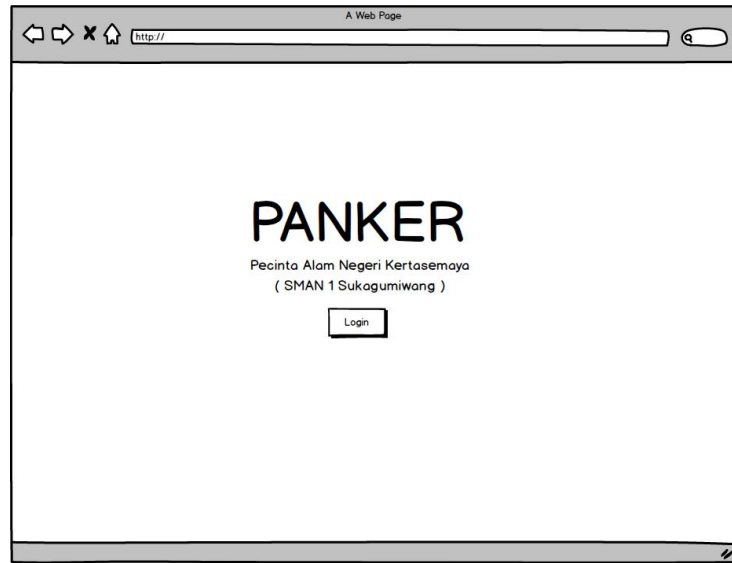 A Web Page
http://
PANKER
Pecinta Alam Negeri Kertasemaya
( SMAN 1 Sukagumiwang )
Login